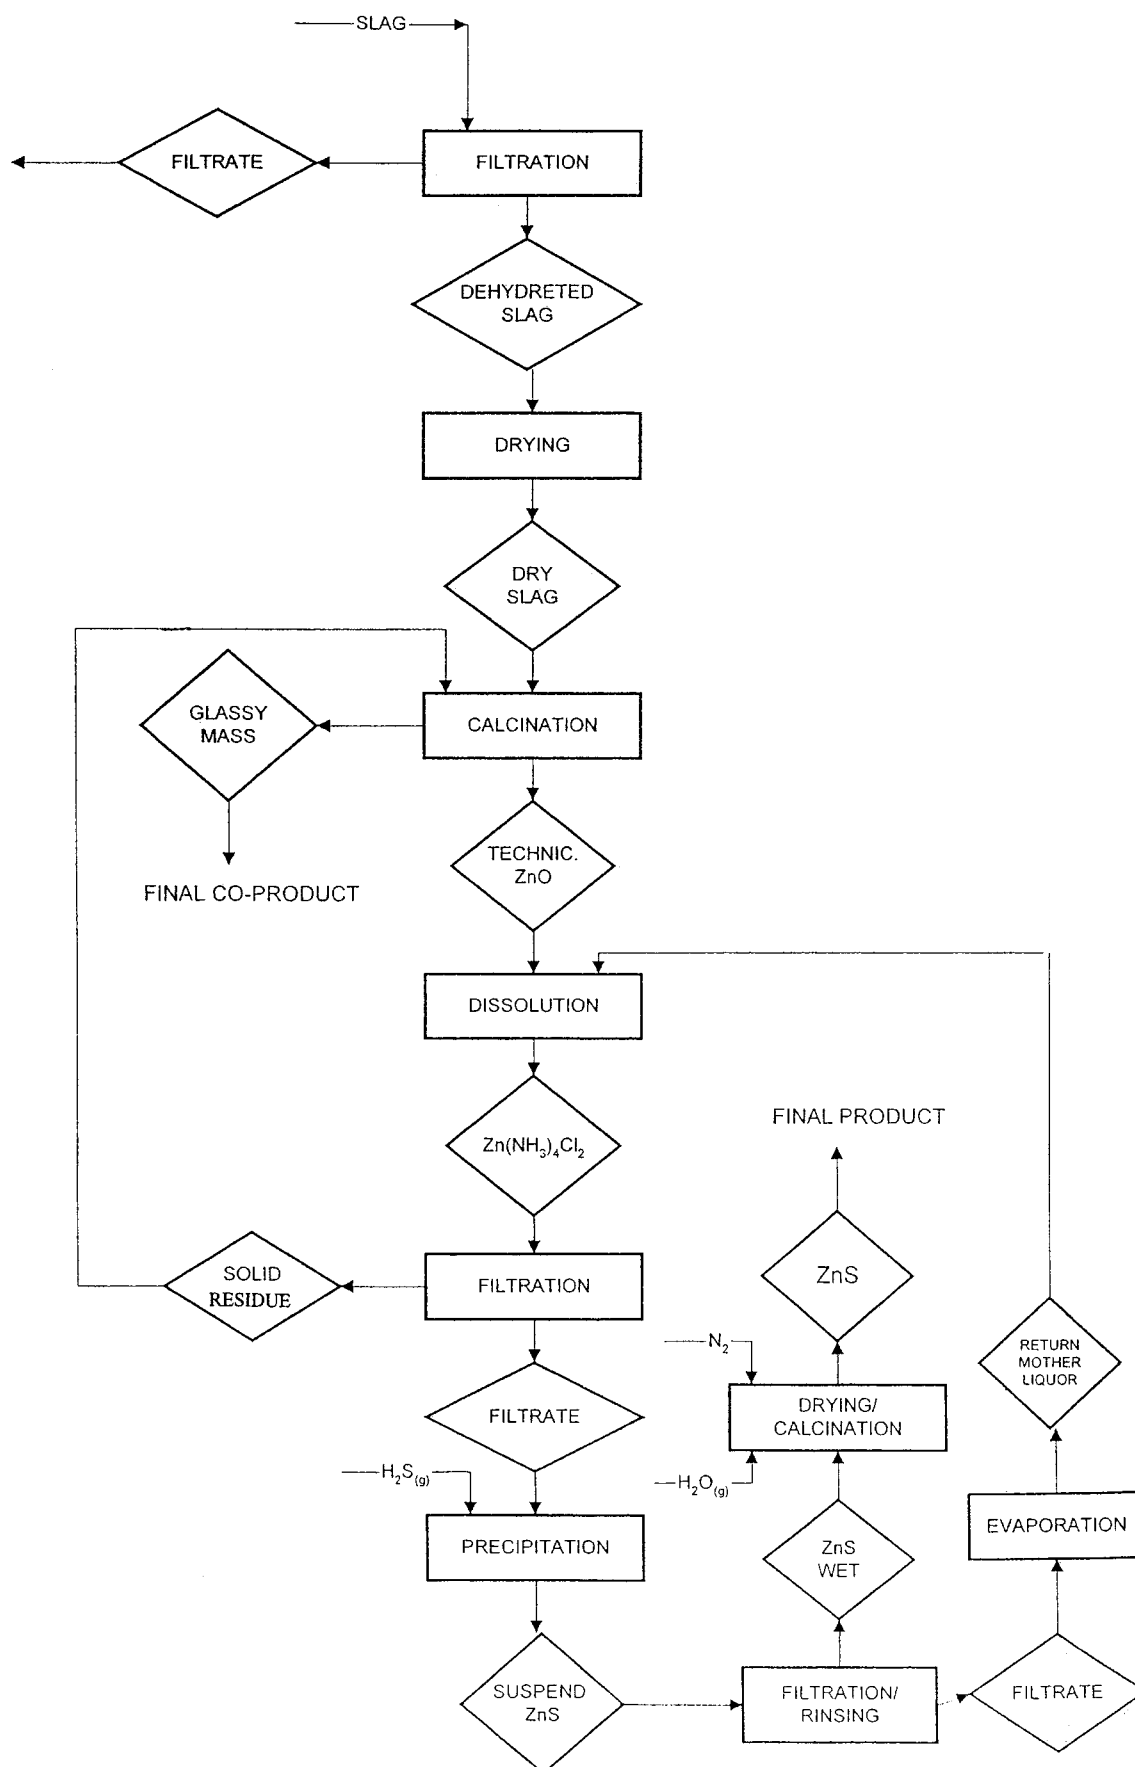 SLAG
FILTRATE
FILTRATION
DEHYDRETED
SLAG
DRYING
DRY
SLAG
GLASSY
MASS
CALCINATION
FINAL CO-PRODUCT
TECHNIC.
ZnO
DISSOLUTION
Zn(NH₃)₄Cl₂
SOLID
RESIDUE
FILTRATION
FILTRATE
H₂S(g)
PRECIPITATION
SUSPEND
ZnS
FILTRATION/
RINSING
ZnS
WET
H₂O(g)
N₂
DRYING/
CALCINATION
ZnS
FINAL PRODUCT
FILTRATE
EVAPORATION
RETURN
MOTHER
LIQUOR